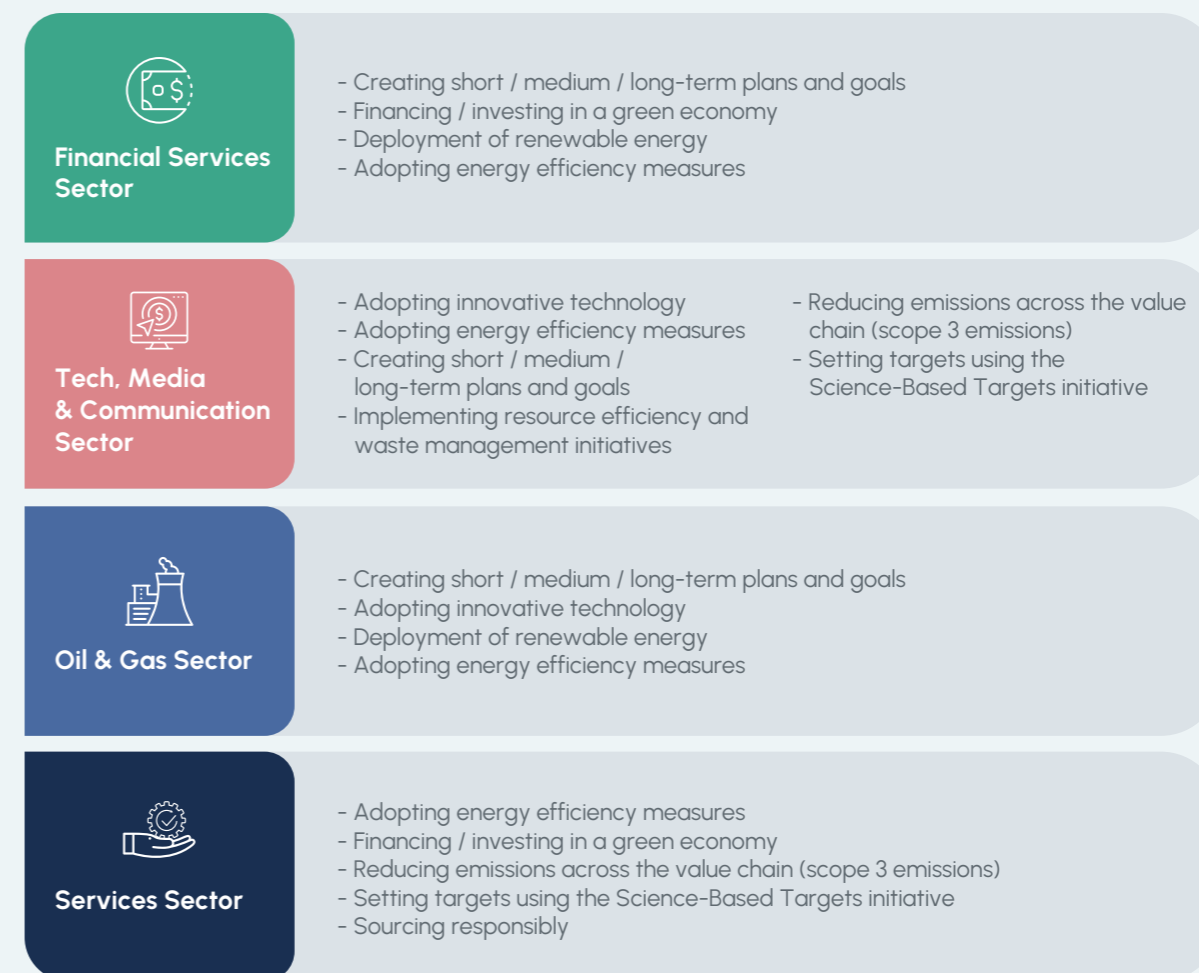 Financial Services
Sector
- Creating short / medium / long-term plans and goals
- Financing / investing in a green economy
- Deployment of renewable energy
- Adopting energy efficiency measures
Tech, Media
& Communication
Sector
- Adopting innovative technology
- Adopting energy efficiency measures
- Creating short / medium /
long-term plans and goals
- Implementing resource efficiency and
waste management initiatives
- Reducing emissions across the value
chain (scope 3 emissions)
- Setting targets using the
Science-Based Targets initiative
Oil & Gas Sector
- Creating short / medium / long-term plans and goals
- Adopting innovative technology
- Deployment of renewable energy
- Adopting energy efficiency measures
Services Sector
- Adopting energy efficiency measures
- Financing / investing in a green economy
- Reducing emissions across the value chain (scope 3 emissions)
- Setting targets using the Science-Based Targets initiative
- Sourcing responsibly